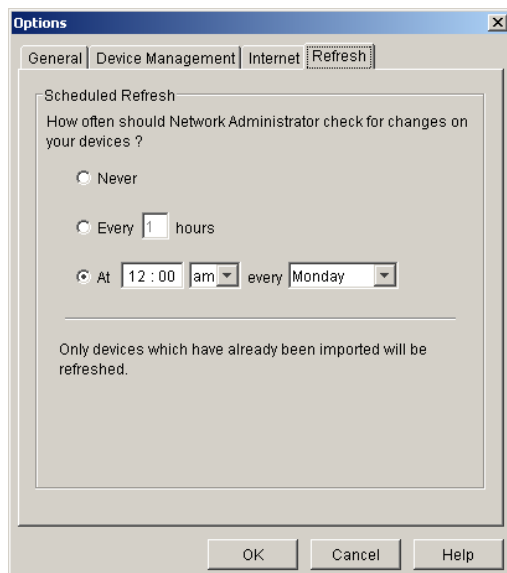 Options
General Device Management Internet Refresh
Scheduled Refresh
How often should Network Administrator check for changes on
your devices ?
Never
Every 1 hours
At 12 : 00 am every Monday
Only devices which have already been imported will be
refreshed.
OK Cancel Help